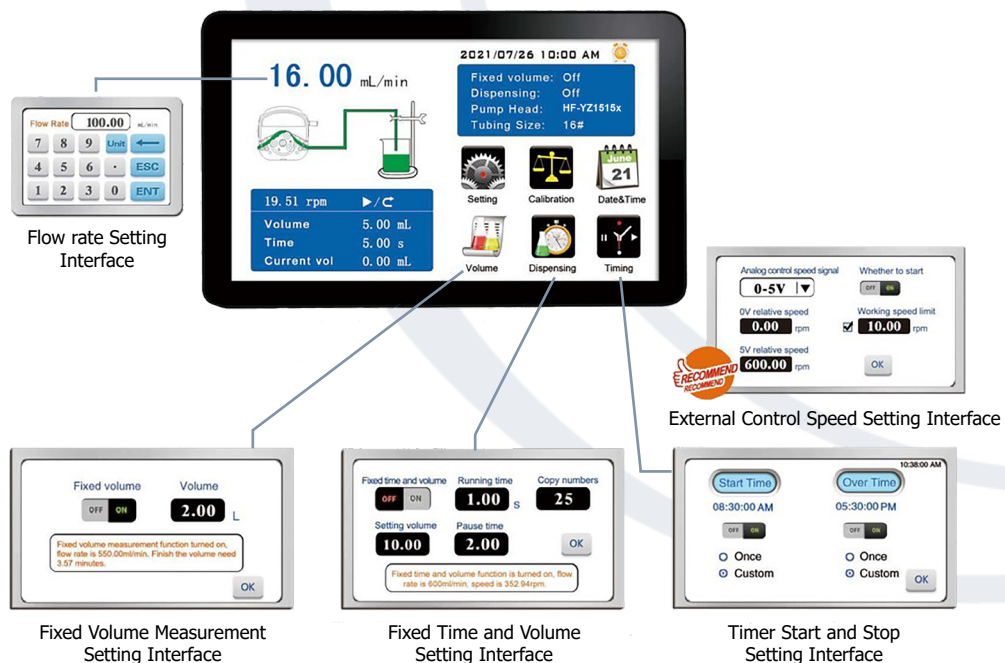 2021/07/26 10:00 AM
16.00 mL/min
Fixed volume: Off
Dispensing: Off
Pump Head: HF-YZ1515x
Tubing Size: 16#
June
21
Setting
Calibration
Date&Time
19.51 rpm
Volume 5.00 mL
Time 5.00 s
Current vol 0.00 mL
Volume
Dispensing
Timing
Flow Rate 100.00 mL/min
7 8 9 Unit
4 5 6 · ESC
1 2 3 0 ENT
Flow rate Setting
Interface
Analog control speed signal
Whether to start
0-5V
OFF ON
0V relative speed
Working speed limit
0.00 rpm
10.00 rpm
5V relative speed
600.00 rpm
OK
RECOMMEND
RECOMMEND
External Control Speed Setting Interface
Fixed volume
Volume
OFF ON
2.00 L
Fixed volume measurement function turned on,
flow rate is 550.00ml/min. Finish the volume need
3.57 minutes.
OK
Fixed Volume Measurement
Setting Interface
Fixed time and volume
Running time
Copy numbers
OFF ON
1.00 S
25
Setting volume
Pause time
10.00
2.00
OK
Fixed time and volume function is turned on, flow
rate is 600ml/min, speed is 352.94rpm.
Fixed Time and Volume
Setting Interface
10:38:00 AM
Start Time
Over Time
08:30:00 AM
05:30:00 PM
OFF ON
OFF ON
Once
Once
Custom
Custom
OK
Timer Start and Stop
Setting Interface